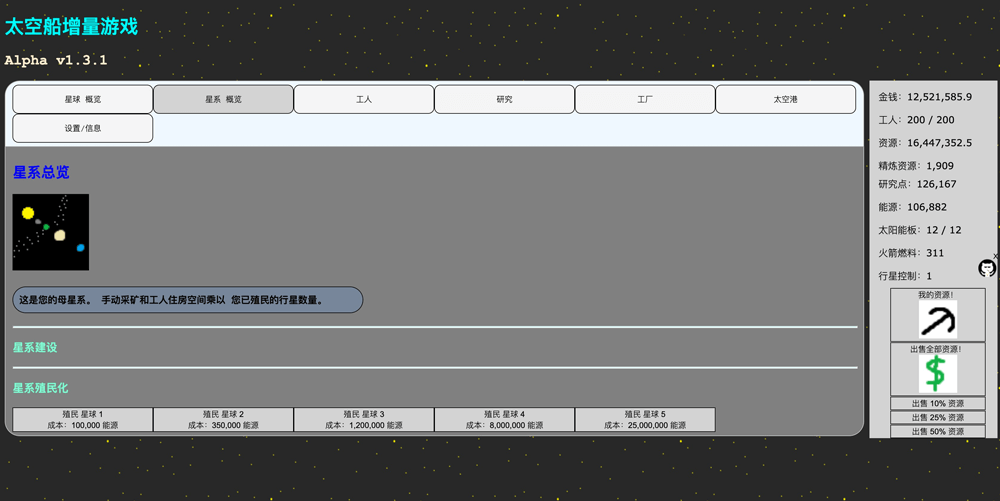 太空船增量游戏
Alpha v1.3.1
星球 概览
星系 概览
工人
研究
工厂
太空港
设置/信息
星系总览
这是您的母星系。 手动采矿和工人住房空间乘以 您已殖民的行星数量。
星系建设
星系殖民化
殖民 星球 1
成本：100,000 能源
殖民 星球 2
成本：350,000 能源
殖民 星球 3
成本：1,200,000 能源
殖民 星球 4
成本：8,000,000 能源
殖民 星球 5
成本：25,000,000 能源
金钱：12,521,585.9
工人：200 / 200
资源：16,447,352.5
精炼资源：1,909
研究点：126,167
能源：106,882
太阳能板：12 / 12
火箭燃料：311
x
行星控制：1
我的资源！
出售全部资源！
$
出售 10% 资源
出售 25% 资源
出售 50% 资源